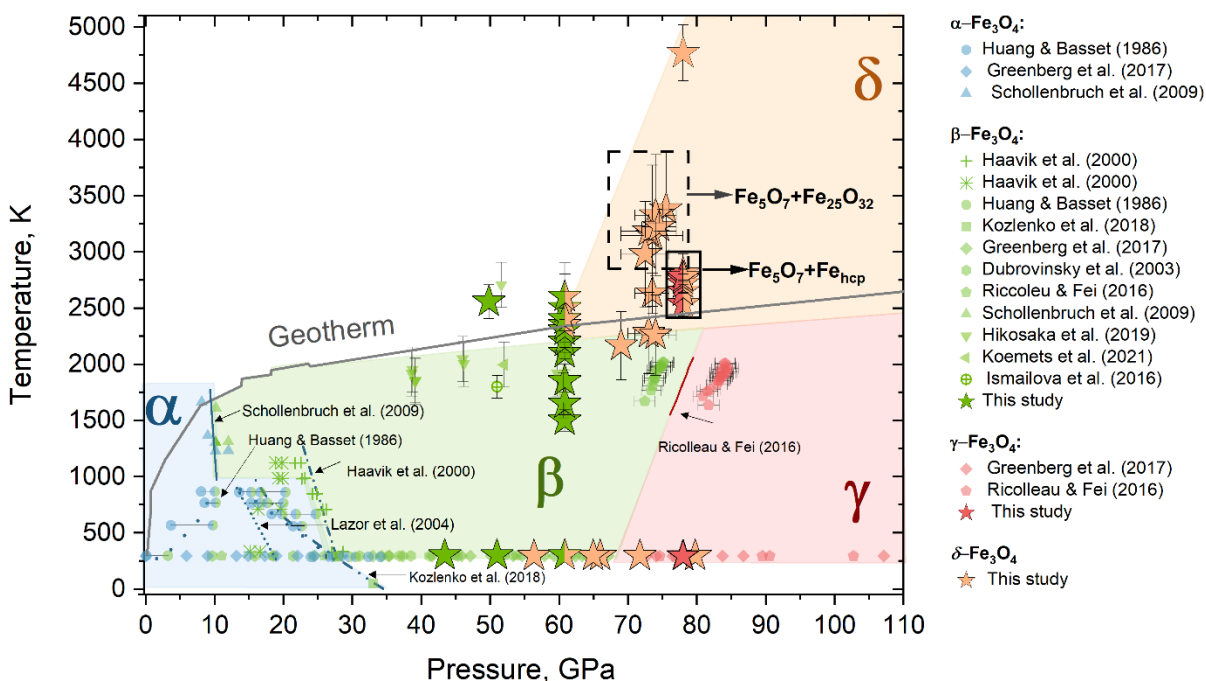 5000
4500
4000
3500
3000
2500
2000
1500
1000
500
0
Temperature, K
0 10 20 30 40 50 60 70 80 90 100 110
Pressure, GPa
δ
Fe₅O₇+Fe₂₅O₃₂
Fe₅O₇+Fe_hcp
Geotherm
α
Schollenbruch et al. (2009)
Huang & Basset (1986)
Haavik et al. (2000)
Lazor et al. (2004)
Kozlenko et al. (2018)
β
Ricolleau & Fei (2016)
γ
α–Fe₃O₄:
Huang & Basset (1986)
Greenberg et al. (2017)
Schollenbruch et al. (2009)
β–Fe₃O₄:
Haavik et al. (2000)
Haavik et al. (2000)
Huang & Basset (1986)
Kozlenko et al. (2018)
Greenberg et al. (2017)
Dubrovinsky et al. (2003)
Riccoleu & Fei (2016)
Schollenbruch et al. (2009)
Hikosaka et al. (2019)
Koemets et al. (2021)
Ismailova et al. (2016)
This study
γ–Fe₃O₄:
Greenberg et al. (2017)
Ricolleau & Fei (2016)
This study
δ–Fe₃O₄
This study